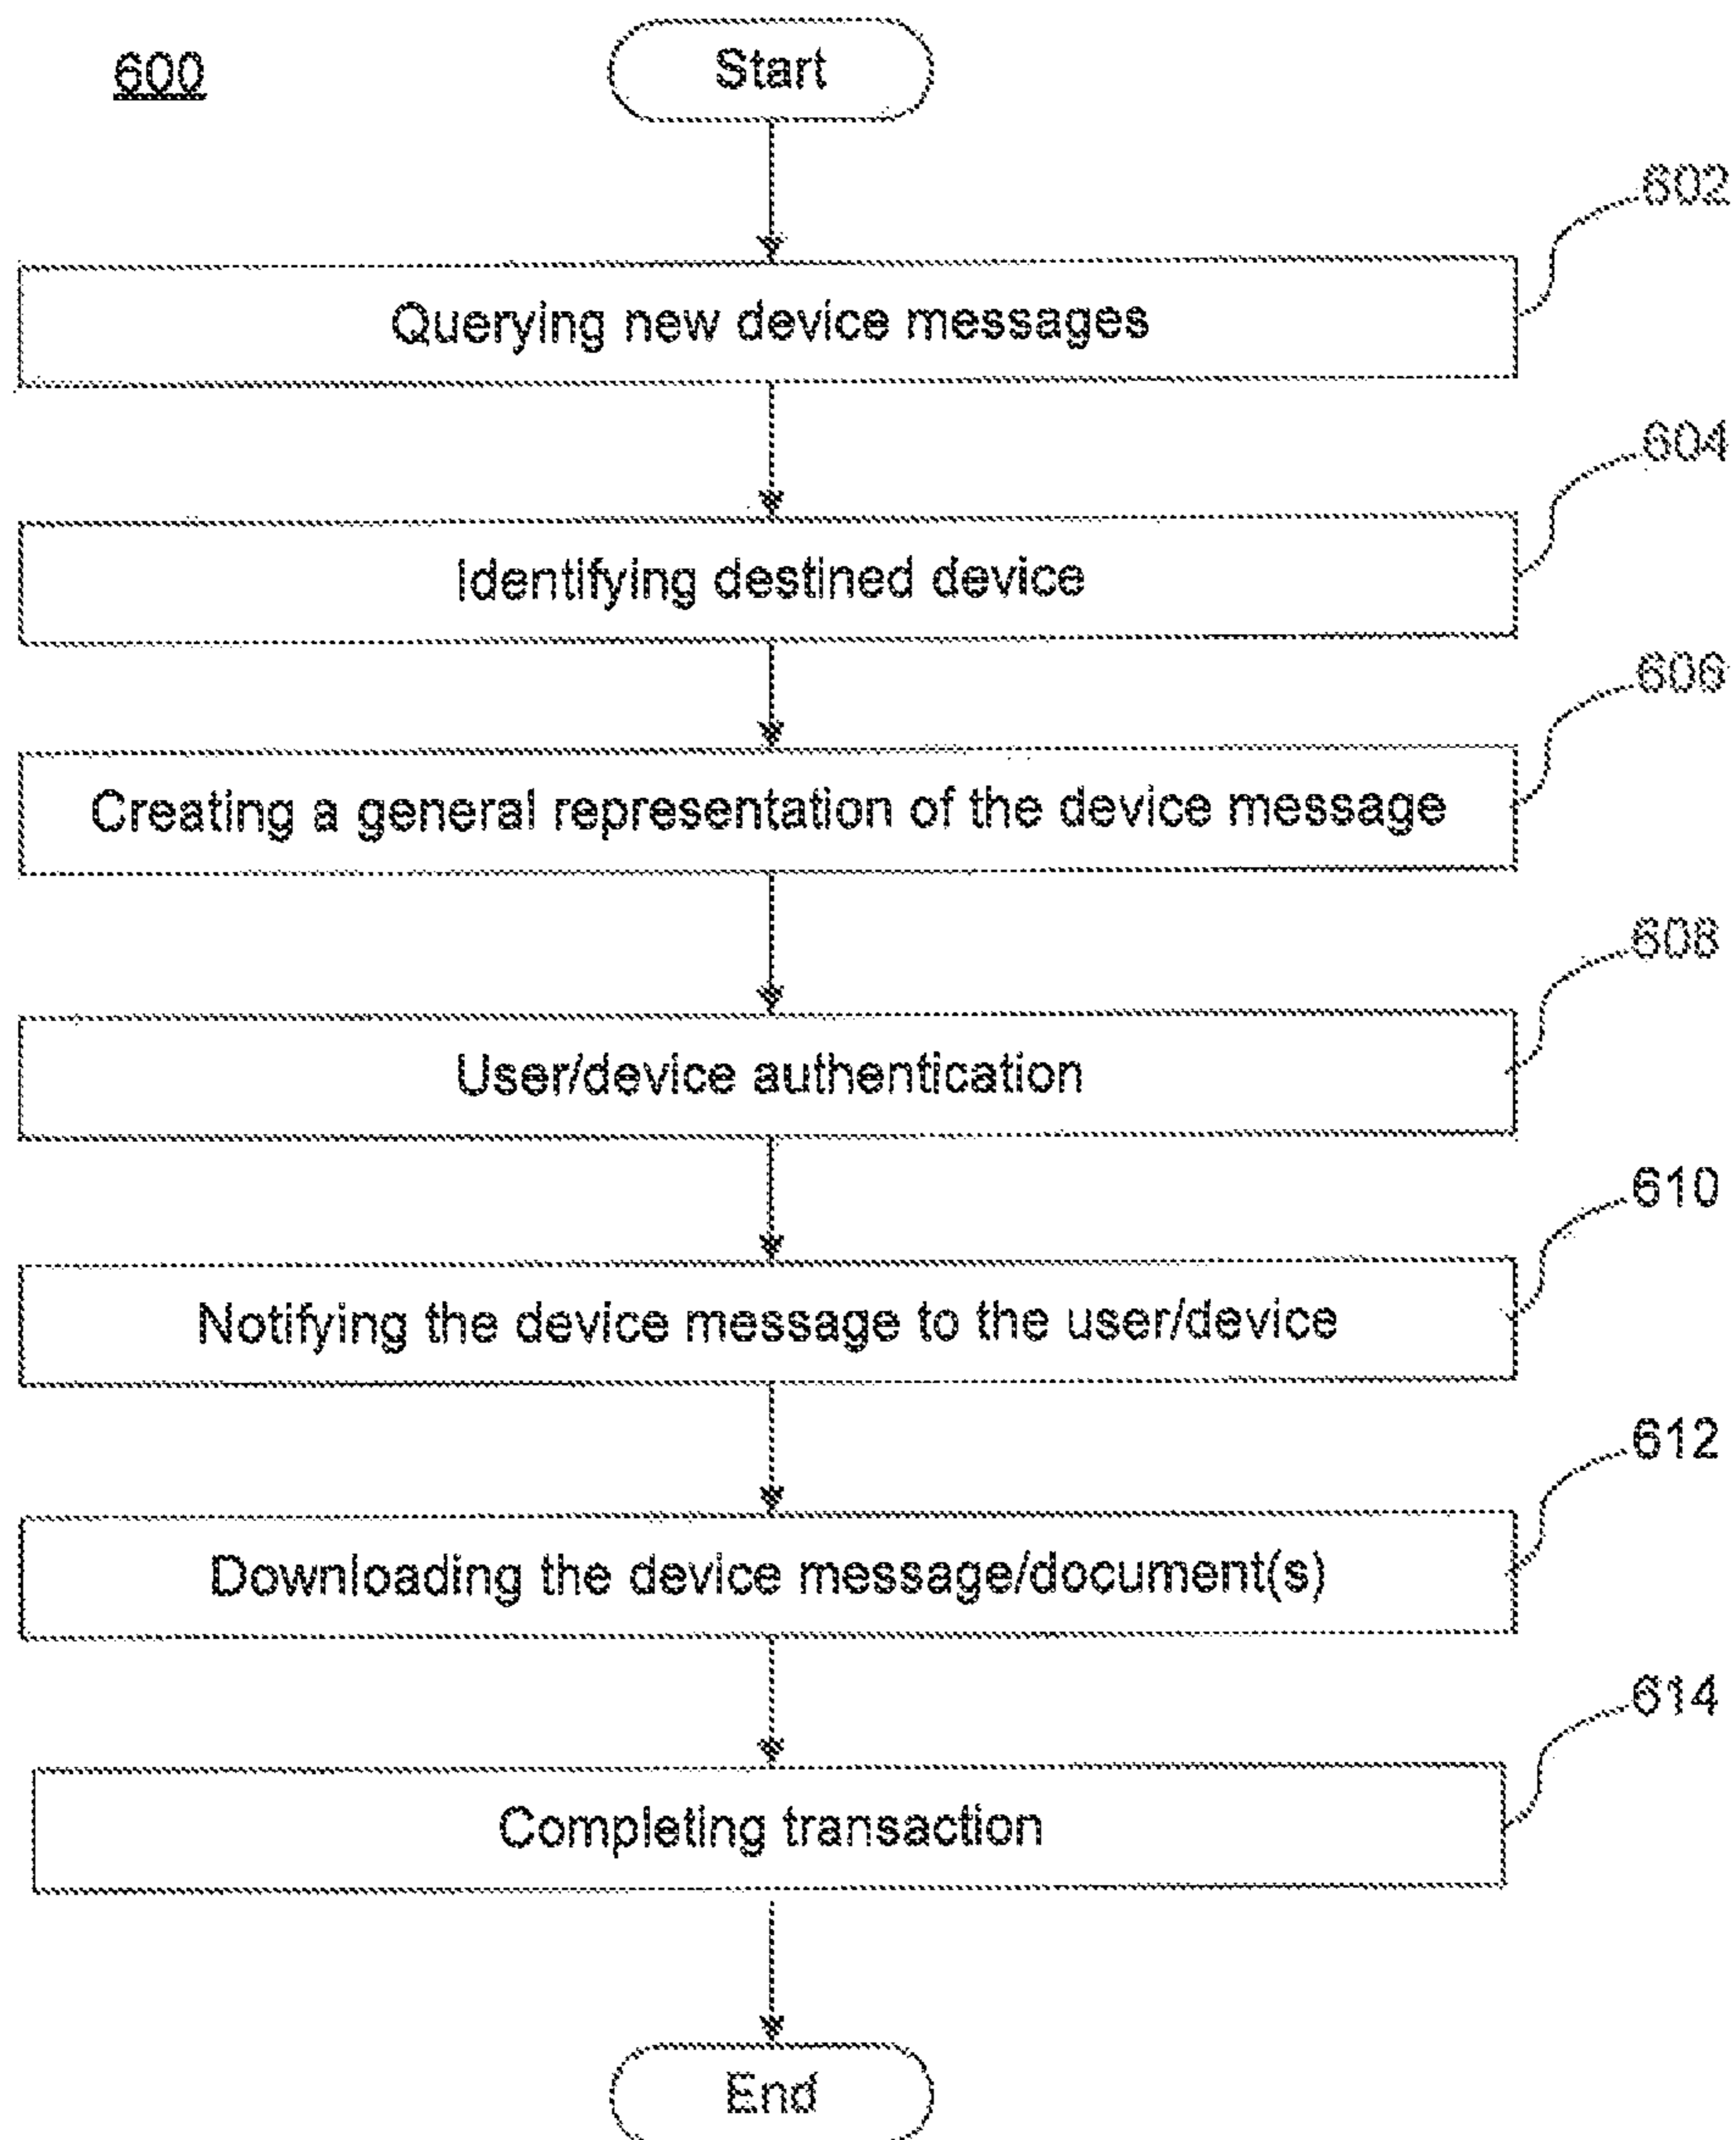 600
Start
602
Querying new device messages
604
Identifying destined device
606
Creating a general representation of the device message
608
User/device authentication
610
Notifying the device message to the user/device
612
Downloading the device message/document(s)
614
Completing transaction
End